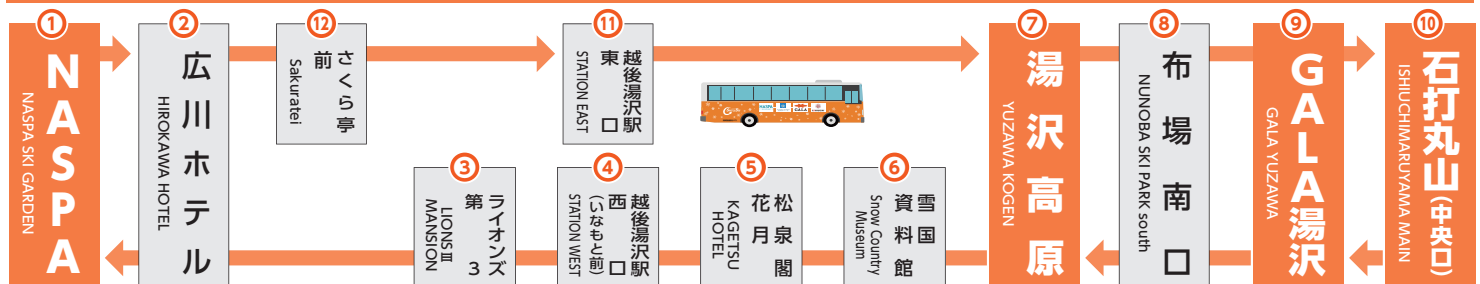 ①
NASPA
NASPA SKI GARDEN
②
広川ホテル
HIROKAWA HOTEL
⑫
さくら亭
前
Sakuratei
⑪
越後湯沢駅
東口
STATION EAST
③
ライオンズ
第3
LIONS Ⅲ
MANSION
④
越後湯沢駅
西口
(いなもと前)
STATION WEST
⑤
松泉閣
花月
KAGETSU
HOTEL
⑥
雪国
資料館
Snow Country
Museum
⑦
湯沢高原
YUZAWA KOGEN
⑧
布場南口
NUNOBA SKI PARK south
⑨
GALA湯沢
GALA YUZAWA
⑩
石打丸山(中央口)
ISHIUCHIMARUYAMA MAIN